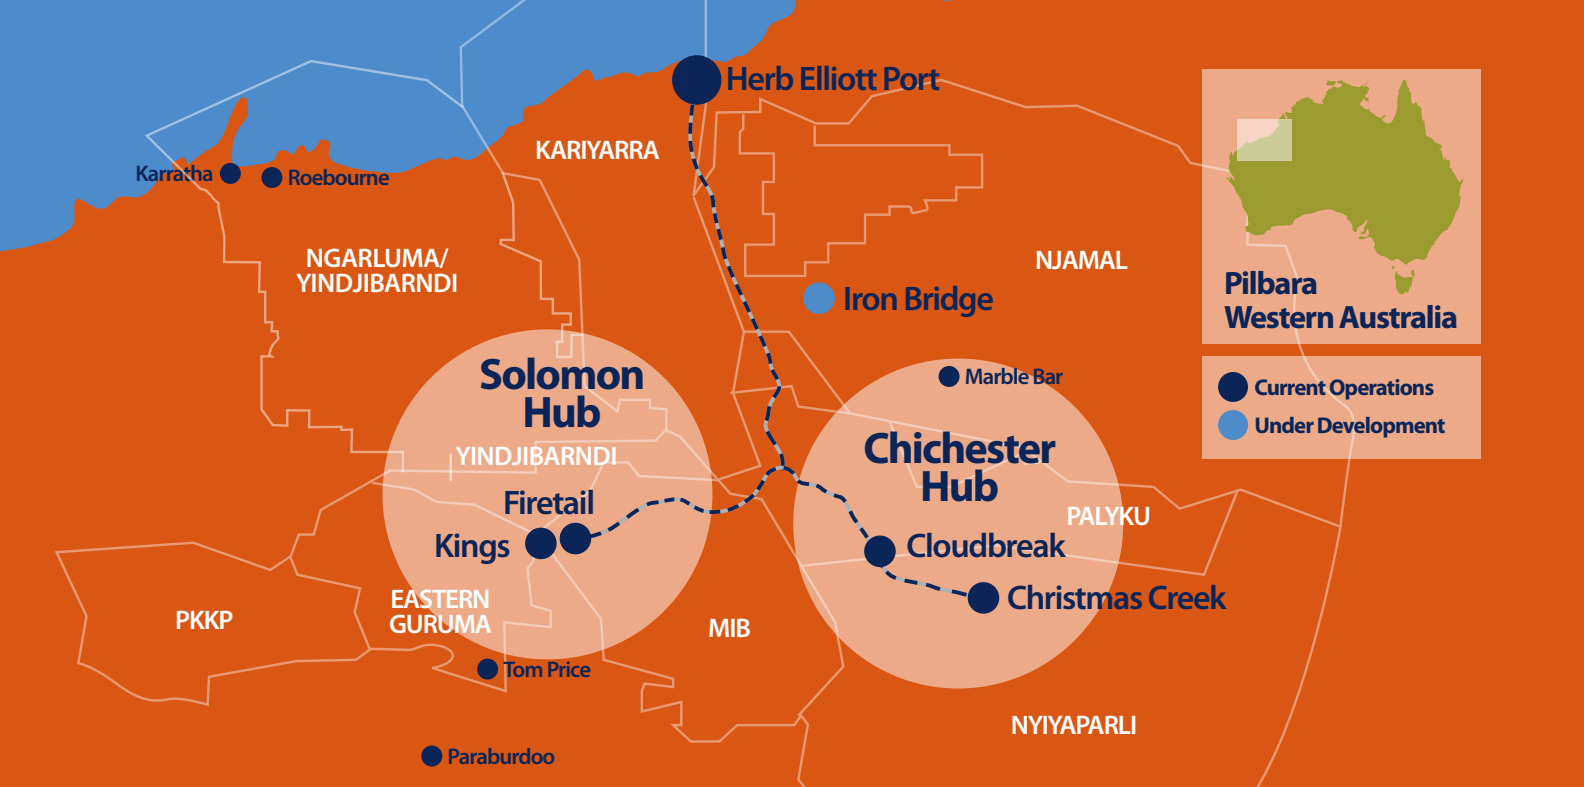 Herb Elliott Port
KARIYARRA
Karratha
Roebourne
NGARLUMA/
YINDJIBARNDI
NJAMAL
Iron Bridge
Pilbara
Western Australia
Current Operations
Under Development
Solomon
Hub
YINDJIBARNDI
Firetail
Kings
Marble Bar
Chichester
Hub
PALYKU
Cloudbreak
Christmas Creek
EASTERN
GURUMA
PKKP
MIB
Tom Price
NYIYAPARLI
Paraburdoo